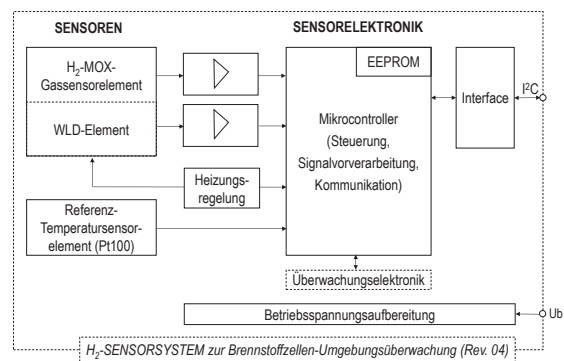 SENSOREN
SENSORELEKTRONIK
H₂-MOX-
Gassensorelement
WLD-Element
EEPROM
Mikrocontroller
(Steuerung,
Signalvorverarbeitung,
Kommunikation)
Interface
I²C
Heizungs-
regelung
Referenz-
Temperatursensor-
element (Pt100)
Überwachungselektronik
Betriebsspannungsaufbereitung
Ub
H₂-SENSORSYSTEM zur Brennstoffzellen-Umgebungsüberwachung (Rev. 04)